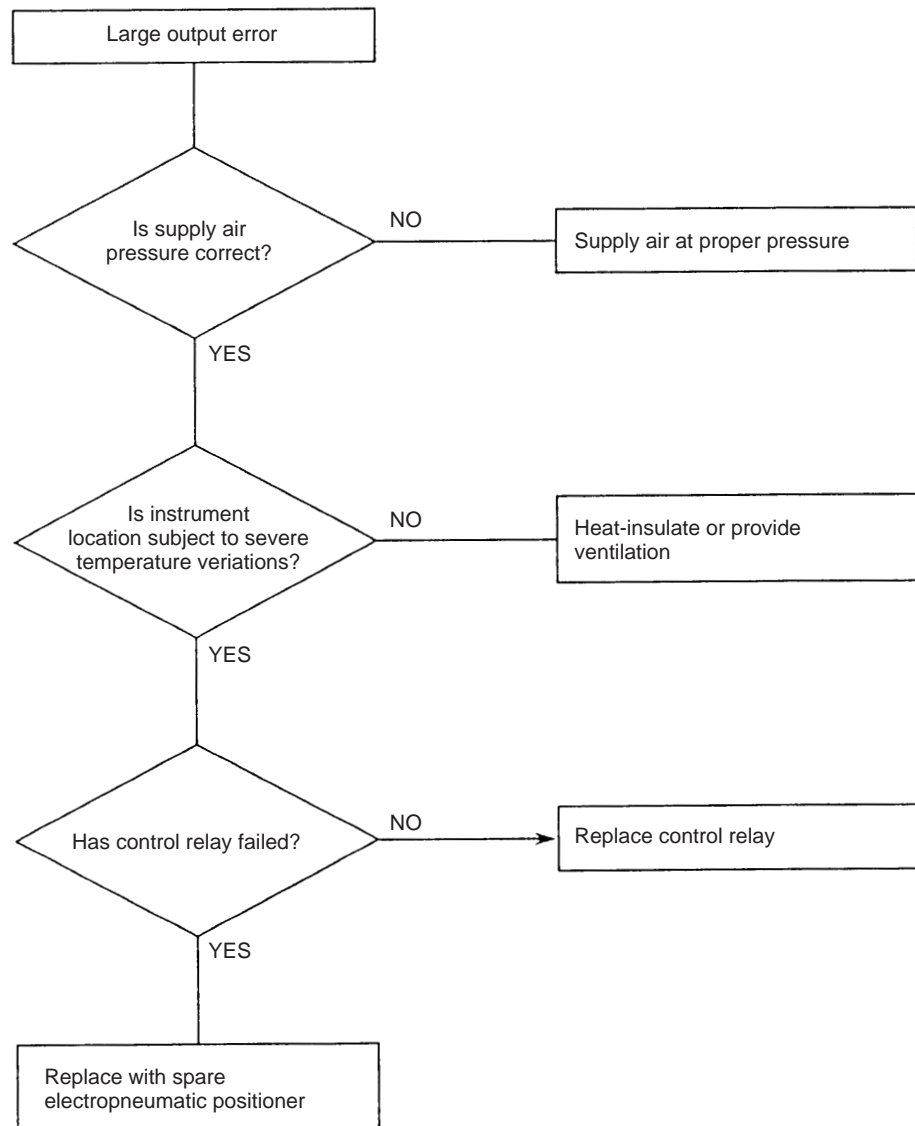 Large output error
Is supply air
pressure correct?
NO
Supply air at proper pressure
YES
Is instrument
location subject to severe
temperature veriations?
NO
Heat-insulate or provide
ventilation
YES
Has control relay failed?
NO
Replace control relay
YES
Replace with spare
electropneumatic positioner